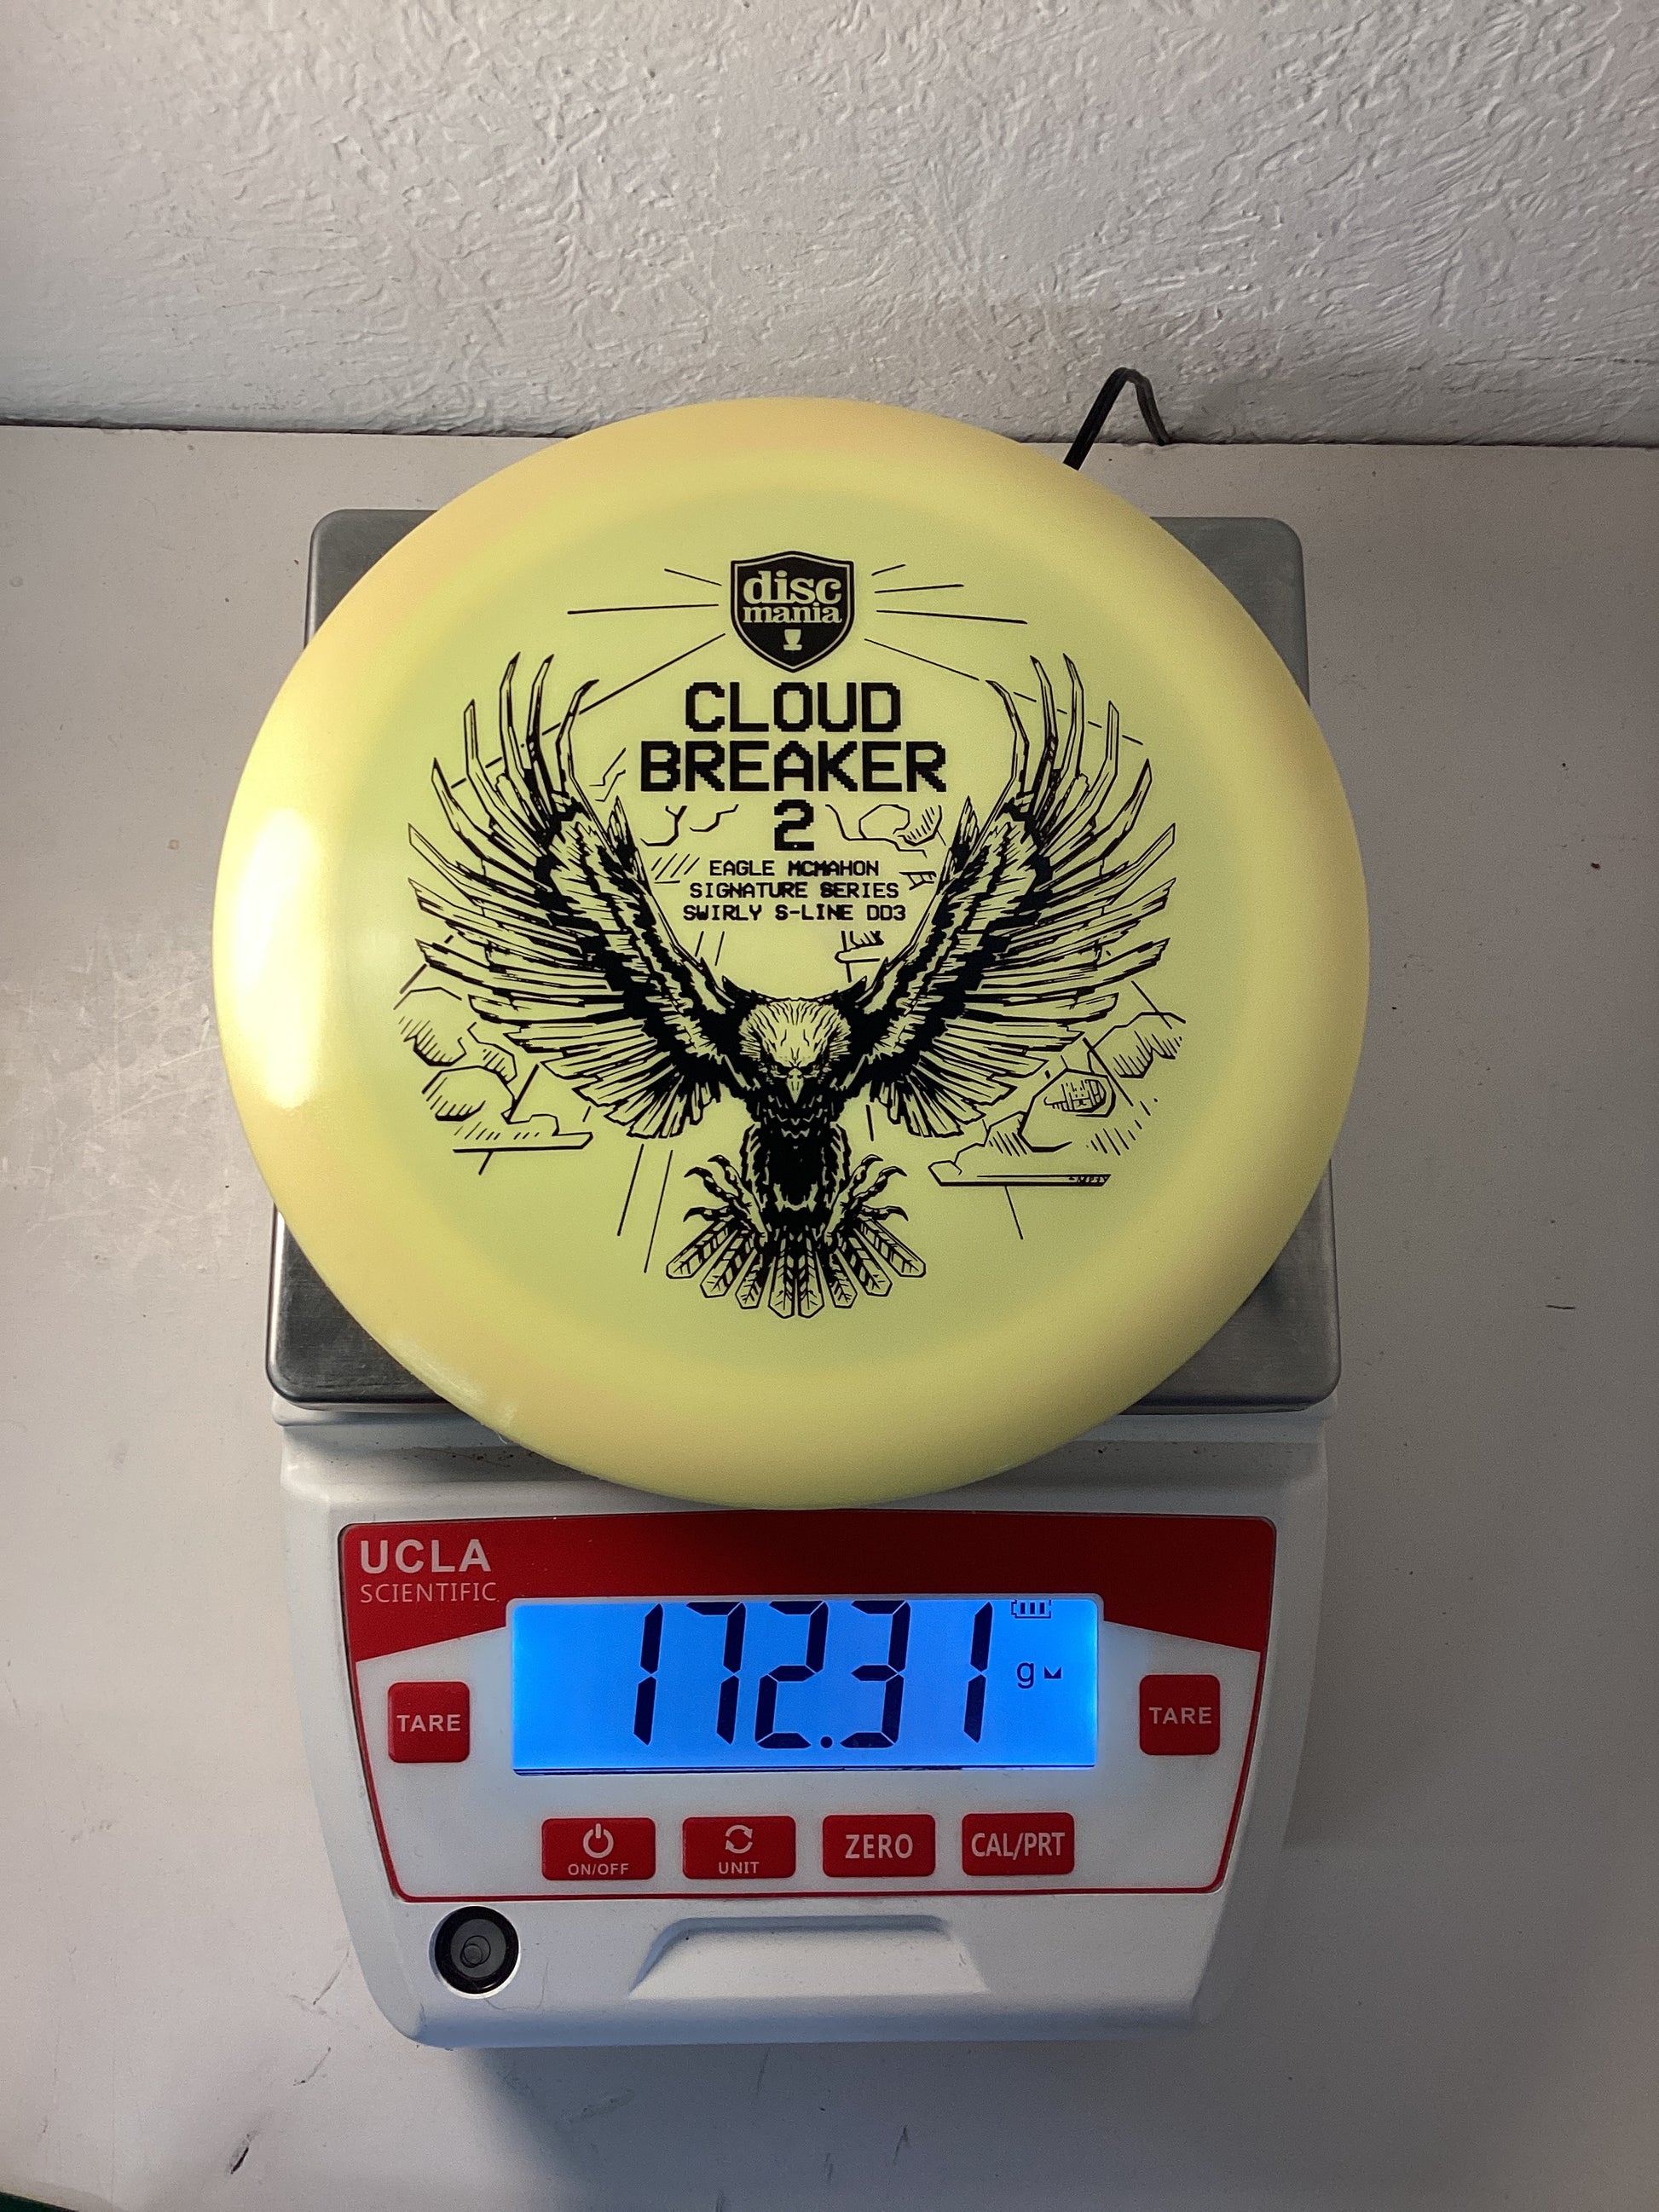 disc
mania
CLOUD
BREAKER
2
EAGLE MCMAHON
SIGNATURE SERIES
SWIRLY S-LINE DD3
UCLA
SCIENTIFIC
172.31
g
TARE
TARE
ON/OFF
UNIT
ZERO
CAL/PRT